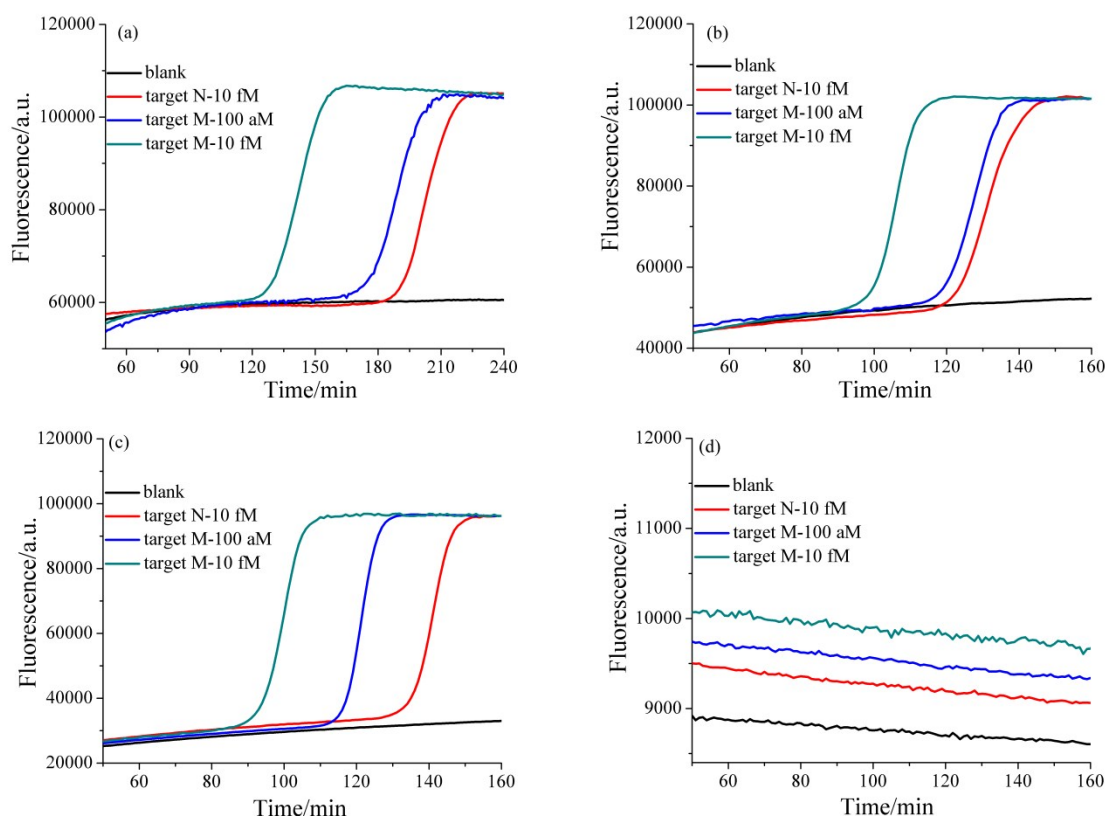 (a)
120000
100000
80000
60000
Fluorescence/a.u.
blank
target N-10 fM
target M-100 aM
target M-10 fM
60 90 120 150 180 210 240
Time/min
(b)
120000
100000
80000
60000
40000
Fluorescence/a.u.
blank
target N-10 fM
target M-100 aM
target M-10 fM
60 80 100 120 140 160
Time/min
(c)
120000
100000
80000
60000
40000
20000
Fluorescence/a.u.
blank
target N-10 fM
target M-100 aM
target M-10 fM
60 80 100 120 140 160
Time/min
(d)
12000
11000
10000
9000
Fluorescence/a.u.
blank
target N-10 fM
target M-100 aM
target M-10 fM
60 80 100 120 140 160
Time/min